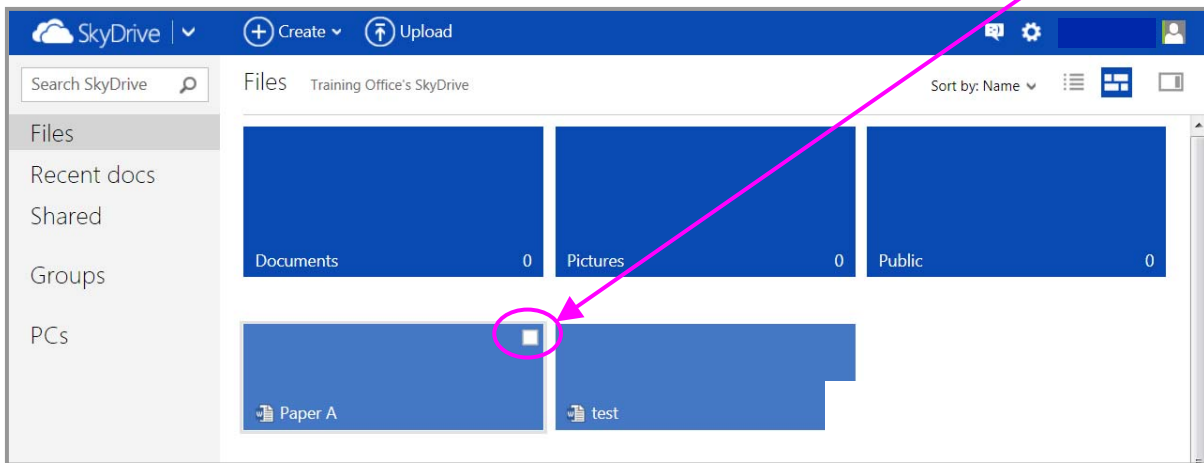 SkyDrive Create Upload
Search SkyDrive
Files Training Office's SkyDrive Sort by: Name
Files
Recent docs
Shared
Groups
PCs
Documents 0 Pictures 0 Public 0
Paper A test